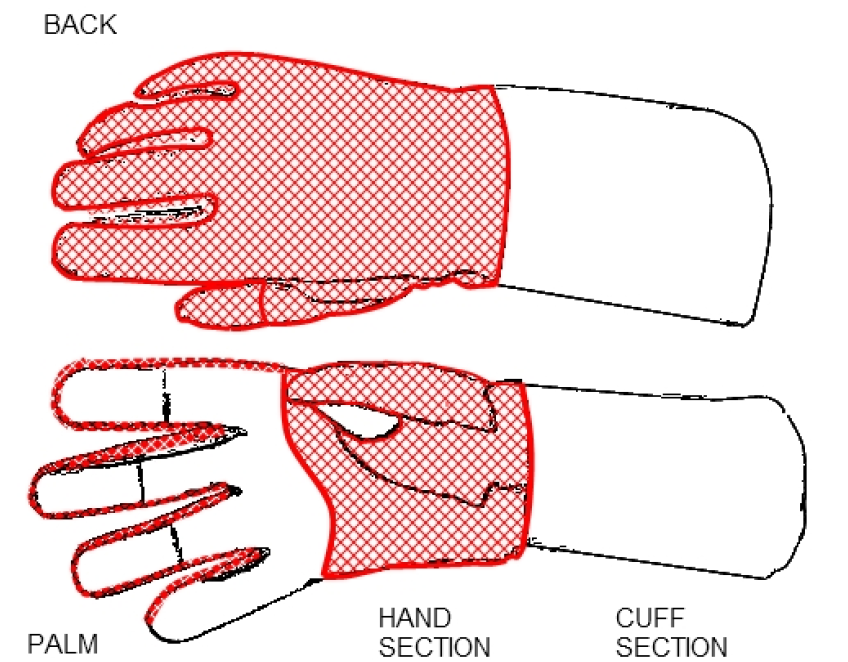 BACK
PALM
HAND
SECTION
CUFF
SECTION